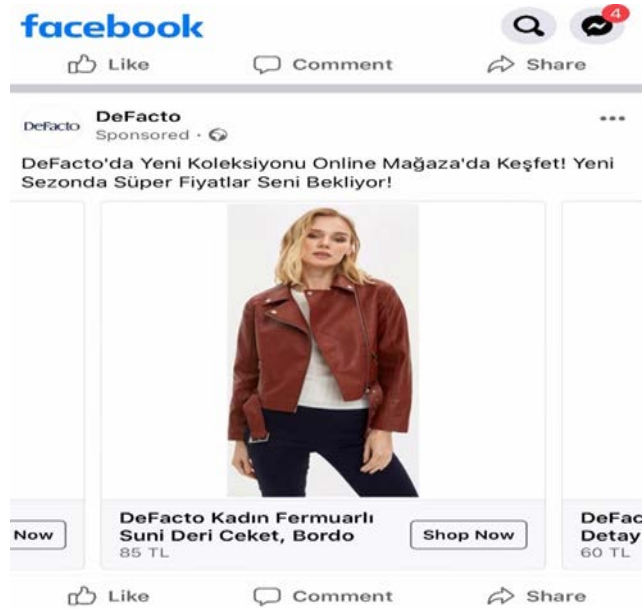 facebook
4
Like Comment Share
DeFacto
DeFacto
Sponsored ·
DeFacto'da Yeni Koleksiyonu Online Mağaza'da Keşfet! Yeni
Sezonda Süper Fiyatlar Seni Bekliyor!
Now
DeFacto Kadın Fermuarlı
Suni Deri Ceket, Bordo
85 TL
Shop Now
DeFac
Detay
60 TL
Like Comment Share